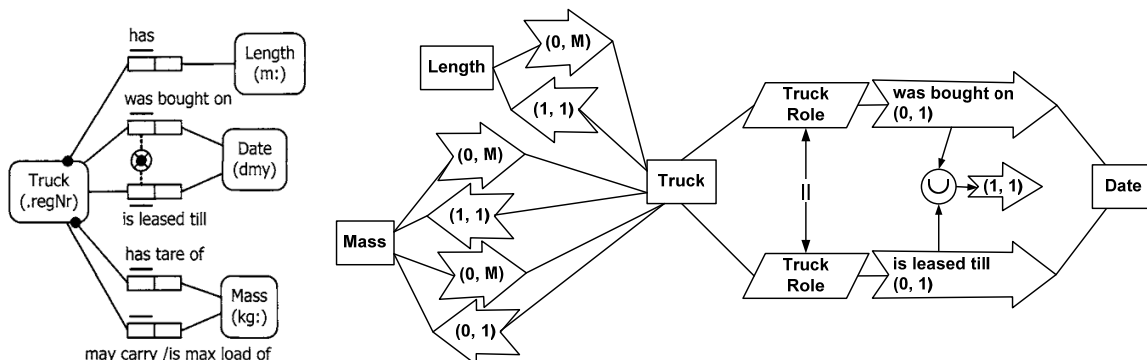 has
Length
(m:)
was bought on
Date
(dmy)
Truck
(.regNr)
is leased till
has tare of
Mass
(kg:)
may carry /is max load of
Length
(0, M)
(1, 1)
(0, M)
(1, 1)
Mass
(0, M)
(0, 1)
Truck
Truck
Role
was bought on
(0, 1)
||
(1, 1)
Date
Truck
Role
is leased till
(0, 1)